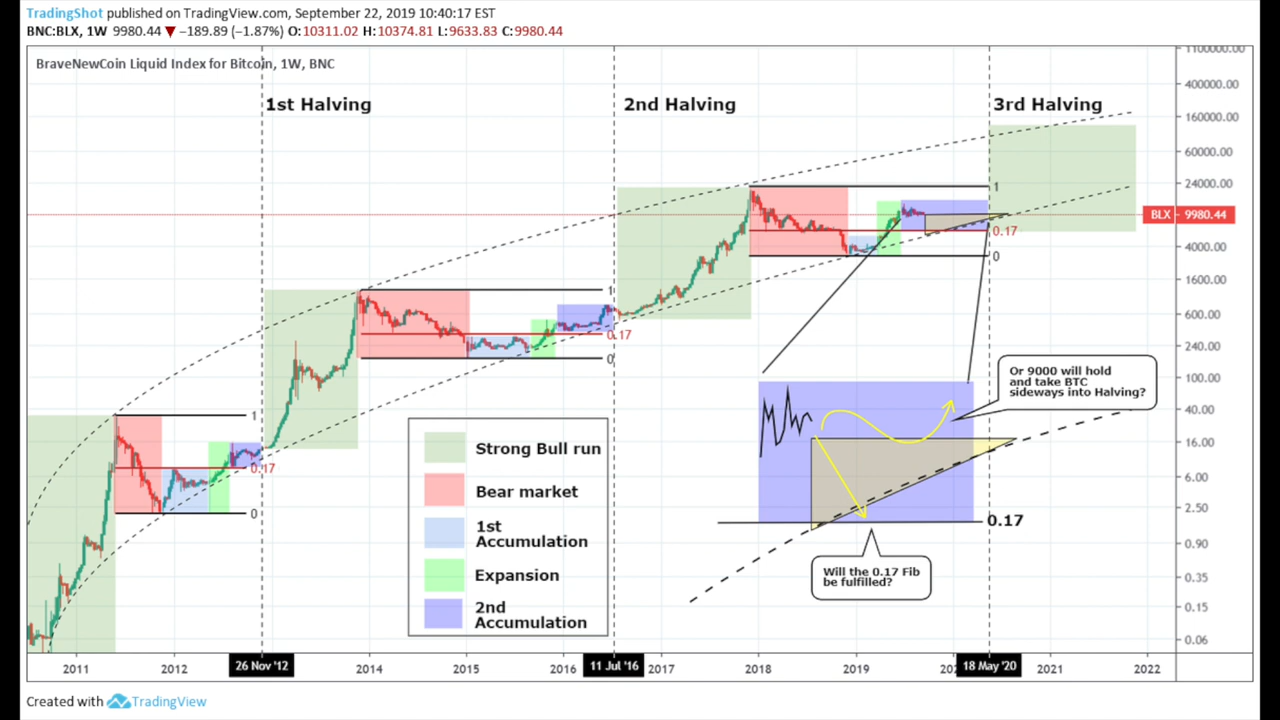 TradingShot published on TradingView.com, September 22, 2019 10:40:17 EST
BNC:BLX, 1W 9980.44 ▼ −189.89 (−1.87%) O:10311.02 H:10374.81 L:9633.83 C:9980.44
BraveNewCoin Liquid Index for Bitcoin, 1W, BNC
1st Halving
2nd Halving
3rd Halving
1100000.00
400000.00
160000.00
60000.00
24000.00
BLX 9980.44
4000.00
1600.00
600.00
240.00
100.00
40.00
16.00
6.00
2.50
0.90
0.35
0.15
0.06
1
0.17
0
1
0.17
0
1
0.17
0
Strong Bull run
Bear market
1st
Accumulation
Expansion
2nd
Accumulation
Or 9000 will hold
and take BTC
sideways into Halving?
0.17
Will the 0.17 Fib
be fulfilled?
2011 2012 26 Nov '12 2014 2015 2016 11 Jul '16 2017 2018 2019 18 May '20 2021 2022
Created with TradingView